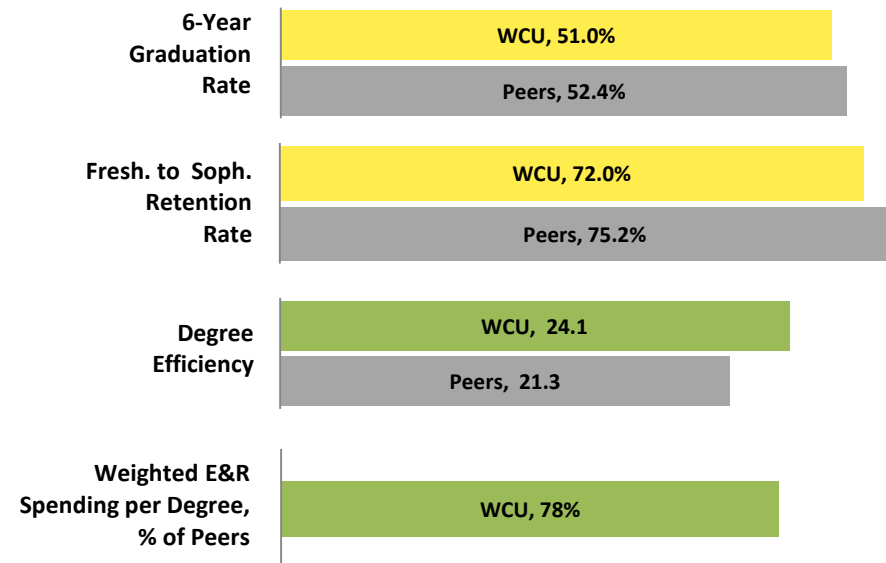 6-Year
Graduation
Rate
WCU, 51.0%
Peers, 52.4%
Fresh. to Soph.
Retention
Rate
WCU, 72.0%
Peers, 75.2%
Degree
Efficiency
WCU, 24.1
Peers, 21.3
Weighted E&R
Spending per Degree,
% of Peers
WCU, 78%